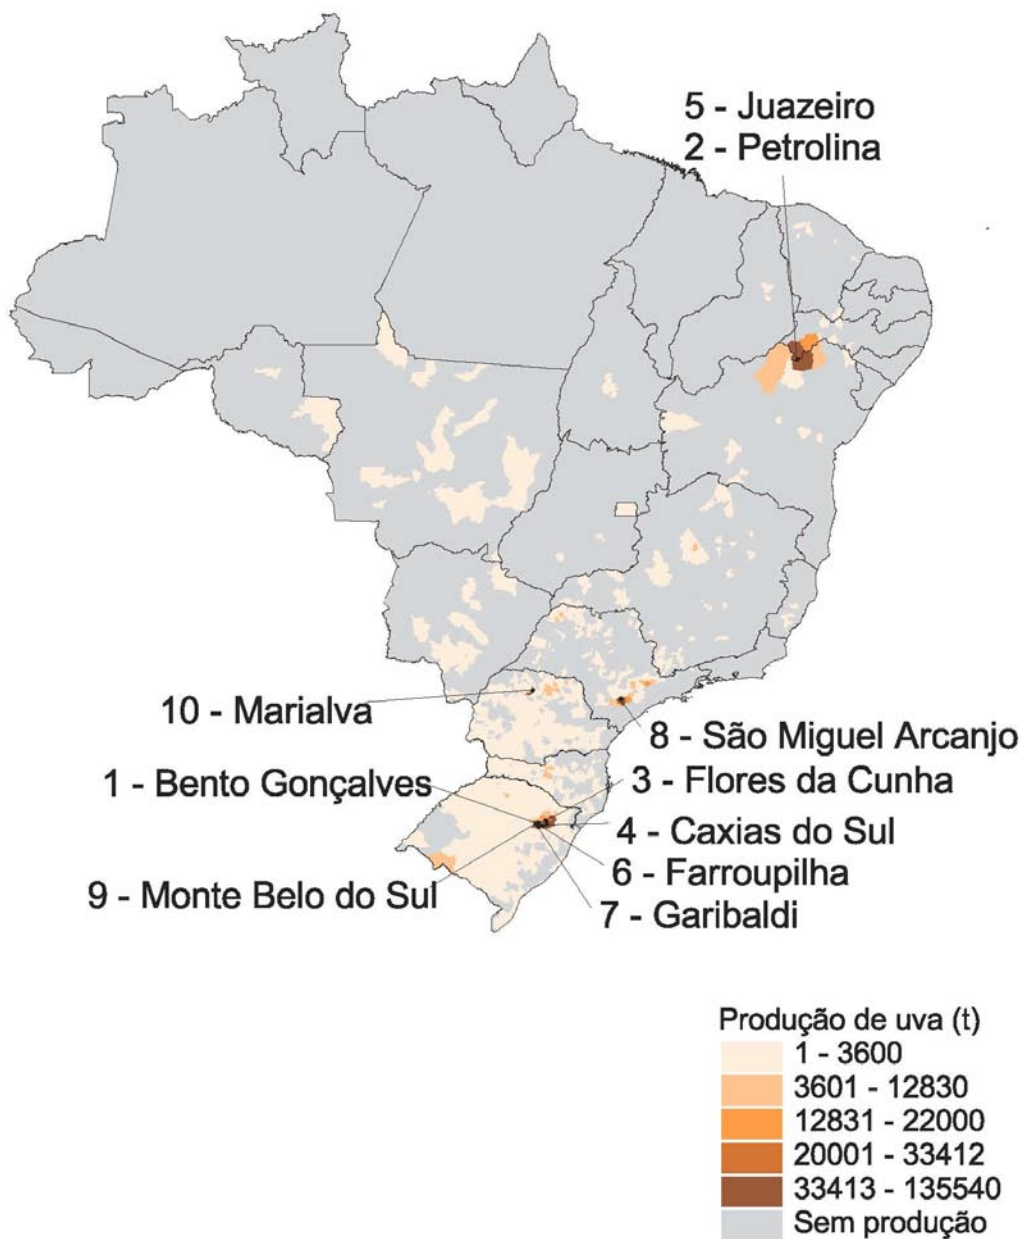 5 - Juazeiro
2 - Petrolina
10 - Marialva
8 - São Miguel Arcanjo
1 - Bento Gonçalves
3 - Flores da Cunha
4 - Caxias do Sul
6 - Farroupilha
9 - Monte Belo do Sul
7 - Garibaldi
Produção de uva (t)
1 - 3600
3601 - 12830
12831 - 22000
20001 - 33412
33413 - 135540
Sem produção